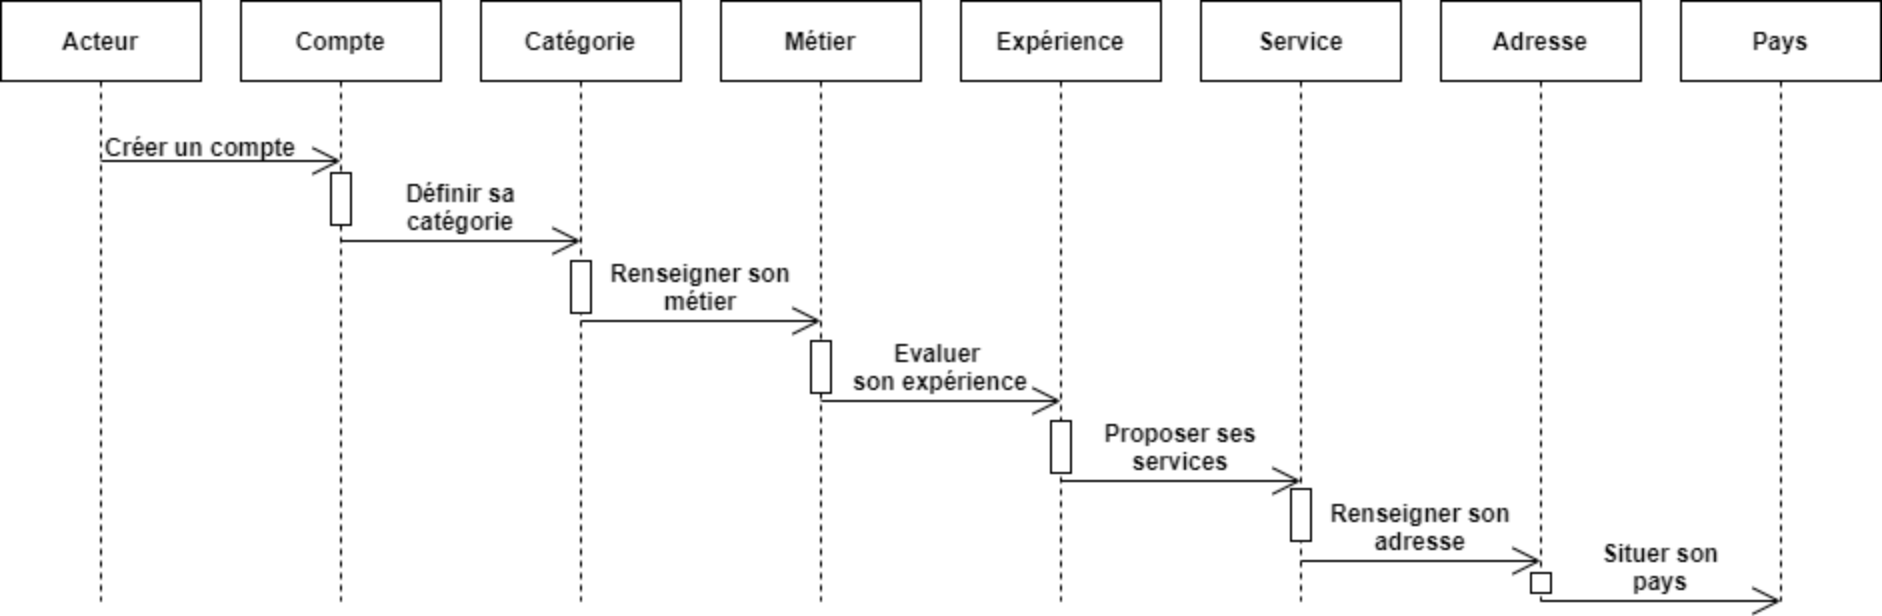 Acteur
Compte
Catégorie
Métier
Expérience
Service
Adresse
Pays
Créer un compte
Définir sa
catégorie
Renseigner son
métier
Evaluer
son expérience
Proposer ses
services
Renseigner son
adresse
Situer son
pays